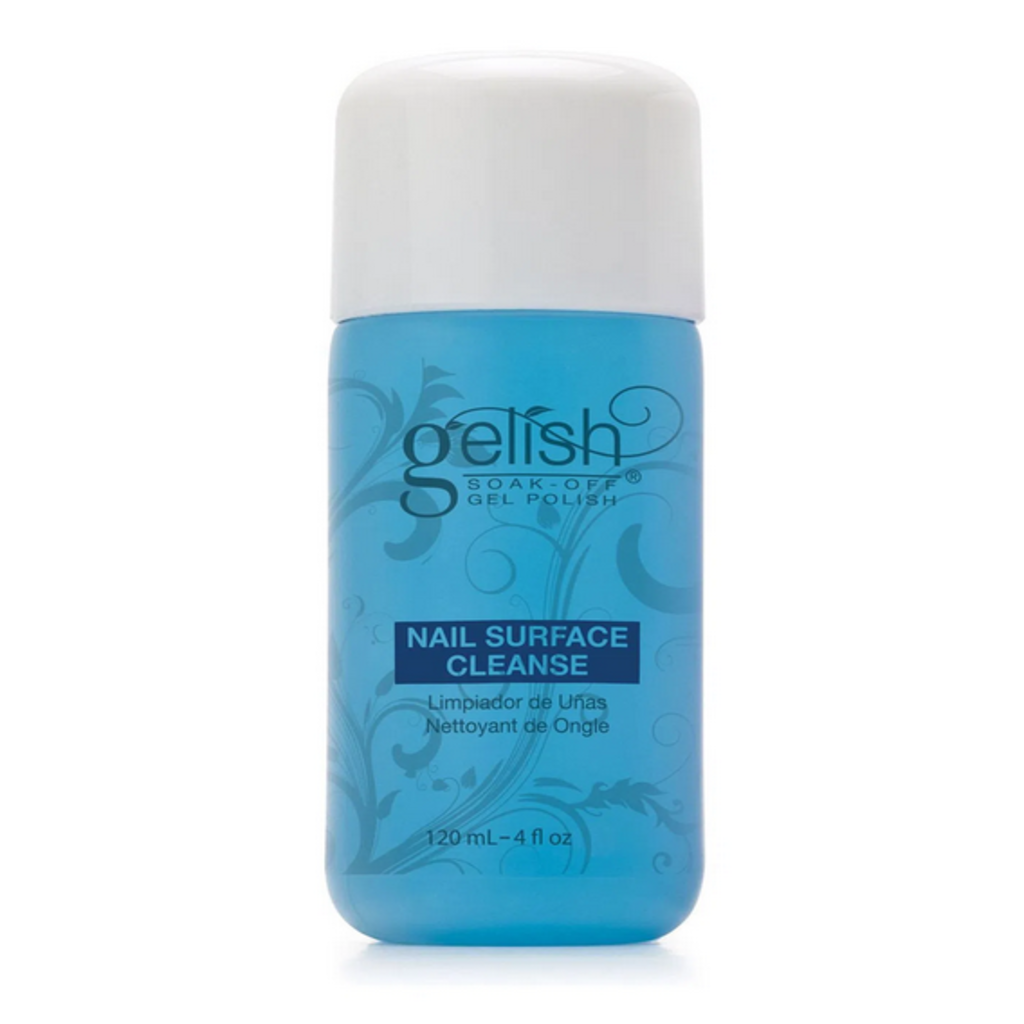 gelish®
SOAK-OFF
GEL POLISH
NAIL SURFACE
CLEANSE
Limpiador de Uñas
Nettoyant de Ongle
120 mL-4 fl oz